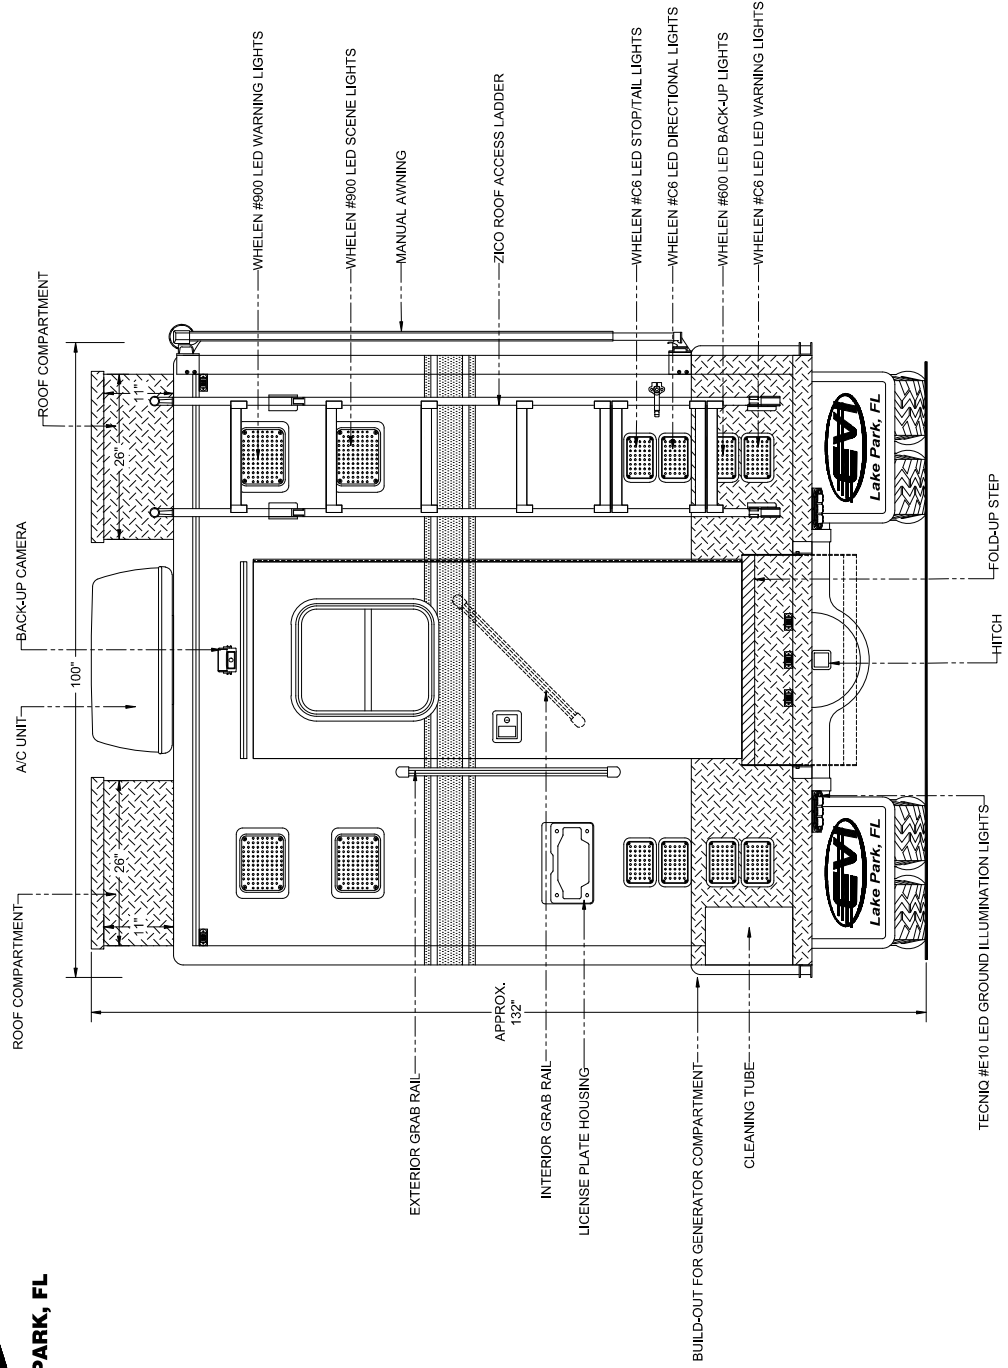 ROOF COMPARTMENT
BACK-UP CAMERA
A/C UNIT
ROOF COMPARTMENT
100"
26"
11"
26"
11"
WHELEN #900 LED WARNING LIGHTS
WHELEN #900 LED SCENE LIGHTS
MANUAL AWNING
ZICO ROOF ACCESS LADDER
WHELEN #C6 LED STOP/TAIL LIGHTS
WHELEN #C6 LED DIRECTIONAL LIGHTS
WHELEN #600 LED BACK-UP LIGHTS
WHELEN #C6 LED LED WARNING LIGHTS
APPROX.
132"
EXTERIOR GRAB RAIL
INTERIOR GRAB RAIL
LICENSE PLATE HOUSING
BUILD-OUT FOR GENERATOR COMPARTMENT
CLEANING TUBE
EVI
Lake Park, FL
EVI
Lake Park, FL
FOLD-UP STEP
HITCH
TECNIQ #E10 LED GROUND ILLUMINATION LIGHTS
PARK, FL